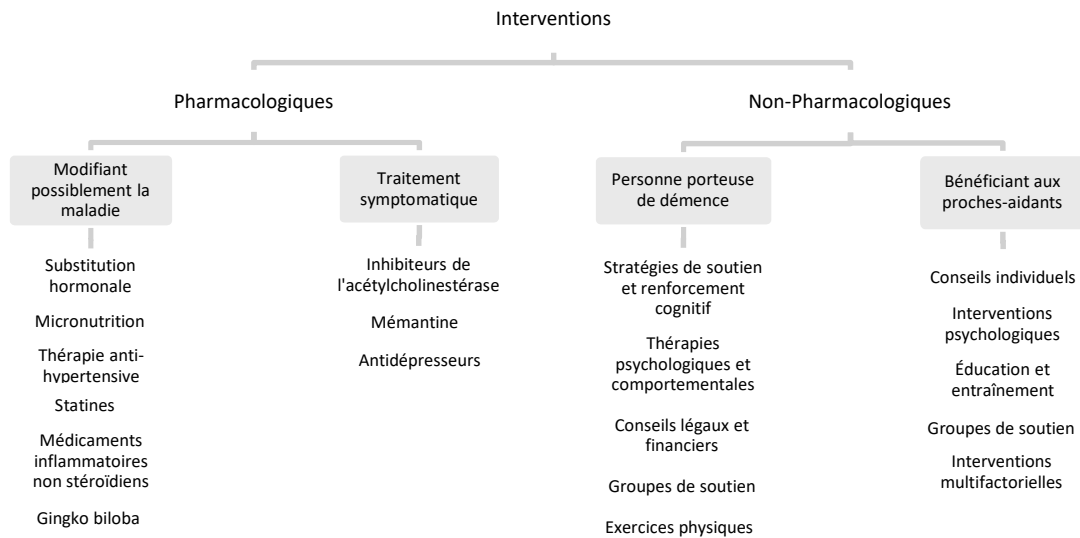 Interventions
Pharmacologiques
Non-Pharmacologiques
Modifiant
possiblement la
maladie
Substitution
hormonale
Micronutrition
Thérapie anti-
hypertensive
Statines
Médicaments
inflammatoires
non stéroïdiens
Gingko biloba
Traitement
symptomatique
Inhibiteurs de
l'acétylcholinestérase
Mémantine
Antidépresseurs
Personne porteuse
de démence
Stratégies de soutien
et renforcement
cognitif
Thérapies
psychologiques et
comportementales
Conseils légaux et
financiers
Groupes de soutien
Exercices physiques
Bénéficiant aux
proches-aidants
Conseils individuels
Interventions
psychologiques
Éducation et
entraînement
Groupes de soutien
Interventions
multifactorielles